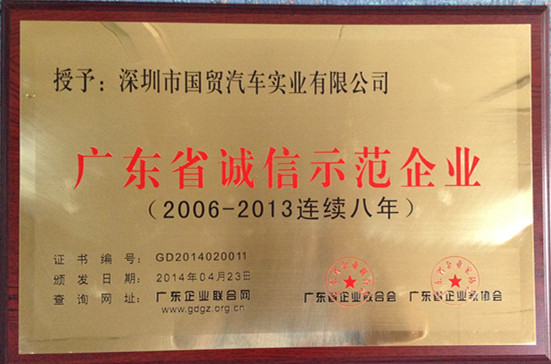 授予：深圳市国贸汽车实业有限公司
广东省诚信示范企业
（2006-2013连续八年）
证书编号：GD2014020011
颁发日期：2014年04月23日
查询网址：广东企业联合网
www.gdgz.org.cn
广东省企业联合会 广东省企业家协会